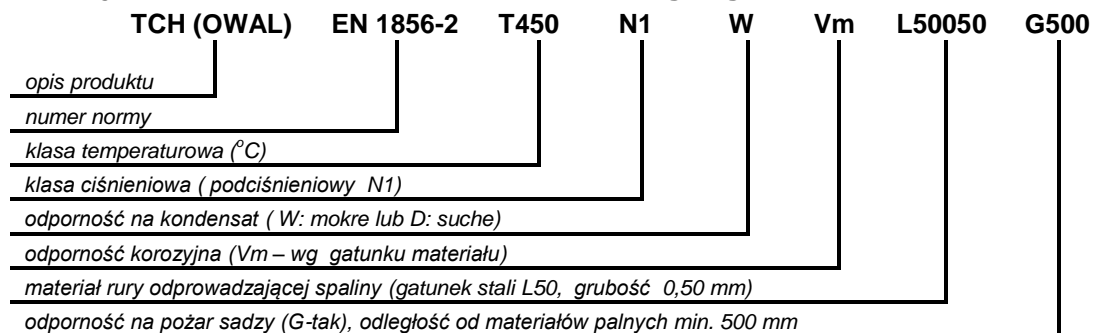 TCH (OWAL) EN 1856-2 T450 N1 W Vm L50050 G500
opis produktu
numer normy
klasa temperaturowa (°C)
klasa ciśnieniowa ( podciśnieniowy N1)
odporność na kondensat ( W: mokre lub D: suche)
odporność korozyjna (Vm – wg gatunku materiału)
materiał rury odprowadzającej spaliny (gatunek stali L50, grubość 0,50 mm)
odporność na pożar sadzy (G-tak), odległość od materiałów palnych min. 500 mm